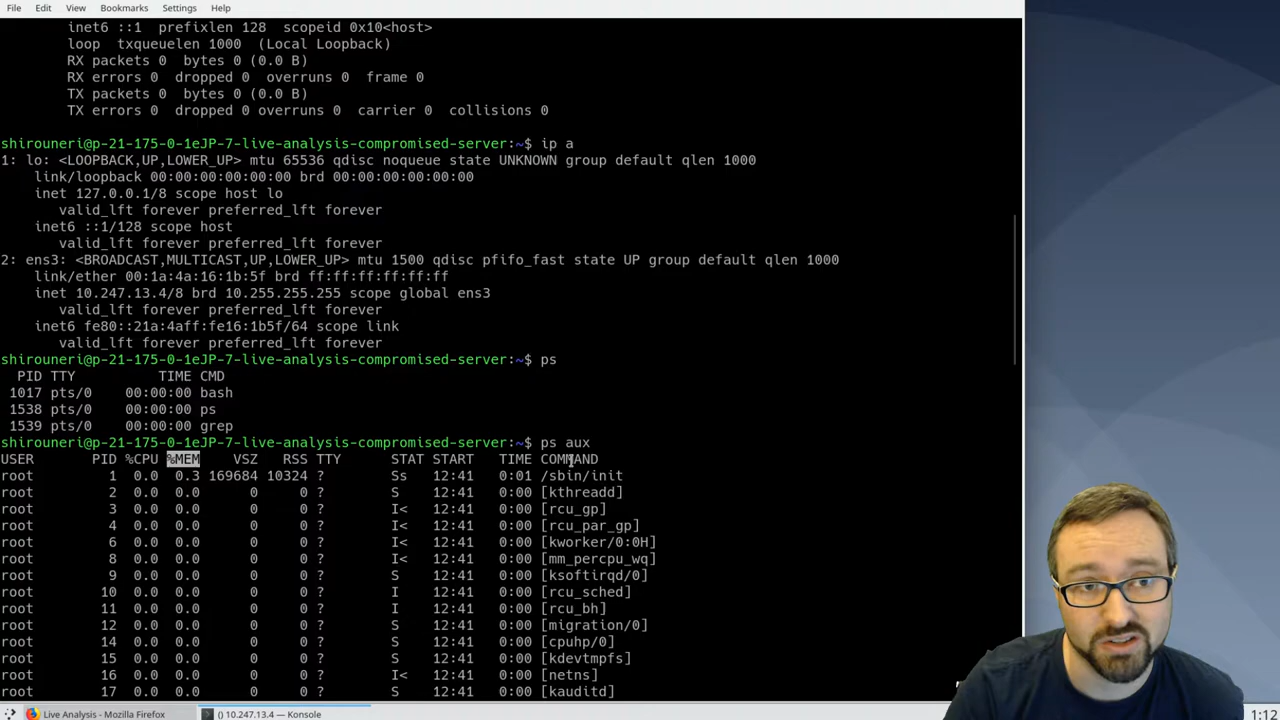 File Edit View Bookmarks Settings Help
inet6 ::1 prefixlen 128 scopeid 0x10<host>
loop txqueuelen 1000 (Local Loopback)
RX packets 0 bytes 0 (0.0 B)
RX errors 0 dropped 0 overruns 0 frame 0
TX packets 0 bytes 0 (0.0 B)
TX errors 0 dropped 0 overruns 0 carrier 0 collisions 0
shirouneri@p-21-175-0-1eJP-7-live-analysis-compromised-server:~$ ip a
1: lo: <LOOPBACK,UP,LOWER_UP> mtu 65536 qdisc noqueue state UNKNOWN group default qlen 1000
link/loopback 00:00:00:00:00:00 brd 00:00:00:00:00:00
inet 127.0.0.1/8 scope host lo
valid_lft forever preferred_lft forever
inet6 ::1/128 scope host
valid_lft forever preferred_lft forever
2: ens3: <BROADCAST,MULTICAST,UP,LOWER_UP> mtu 1500 qdisc pfifo_fast state UP group default qlen 1000
link/ether 00:1a:4a:16:1b:5f brd ff:ff:ff:ff:ff:ff
inet 10.247.13.4/8 brd 10.255.255.255 scope global ens3
valid_lft forever preferred_lft forever
inet6 fe80::21a:4aff:fe16:1b5f/64 scope link
valid_lft forever preferred_lft forever
shirouneri@p-21-175-0-1eJP-7-live-analysis-compromised-server:~$ ps
PID TTY TIME CMD
1017 pts/0 00:00:00 bash
1538 pts/0 00:00:00 ps
1539 pts/0 00:00:00 grep
shirouneri@p-21-175-0-1eJP-7-live-analysis-compromised-server:~$ ps aux
USER PID %CPU %MEM VSZ RSS TTY STAT START TIME COMMAND
root 1 0.0 0.3 169684 10324 ? Ss 12:41 0:01 /sbin/init
root 2 0.0 0.0 0 0 ? S 12:41 0:00 [kthreadd]
root 3 0.0 0.0 0 0 ? I< 12:41 0:00 [rcu_gp]
root 4 0.0 0.0 0 0 ? I< 12:41 0:00 [rcu_par_gp]
root 6 0.0 0.0 0 0 ? I< 12:41 0:00 [kworker/0:0H]
root 8 0.0 0.0 0 0 ? I< 12:41 0:00 [mm_percpu_wq]
root 9 0.0 0.0 0 0 ? S 12:41 0:00 [ksoftirqd/0]
root 10 0.0 0.0 0 0 ? I 12:41 0:00 [rcu_sched]
root 11 0.0 0.0 0 0 ? I 12:41 0:00 [rcu_bh]
root 12 0.0 0.0 0 0 ? S 12:41 0:00 [migration/0]
root 14 0.0 0.0 0 0 ? S 12:41 0:00 [cpuhp/0]
root 15 0.0 0.0 0 0 ? S 12:41 0:00 [kdevtmpfs]
root 16 0.0 0.0 0 0 ? I< 12:41 0:00 [netns]
root 17 0.0 0.0 0 0 ? S 12:41 0:00 [kauditd]
Live Analysis - Mozilla Firefox () 10.247.13.4 — Konsole 1:12